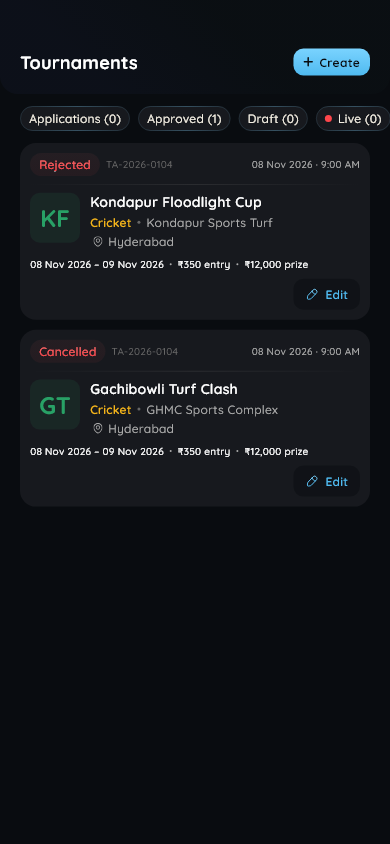 Tournaments
+ Create
Applications (0) Approved (1) Draft (0) Live (0)
Rejected TA-2026-0104 08 Nov 2026 · 9:00 AM
KF
Kondapur Floodlight Cup
Cricket • Kondapur Sports Turf
Hyderabad
08 Nov 2026 – 09 Nov 2026 • ₹350 entry • ₹12,000 prize
Edit
Cancelled TA-2026-0104 08 Nov 2026 · 9:00 AM
GT
Gachibowli Turf Clash
Cricket • GHMC Sports Complex
Hyderabad
08 Nov 2026 – 09 Nov 2026 • ₹350 entry • ₹12,000 prize
Edit